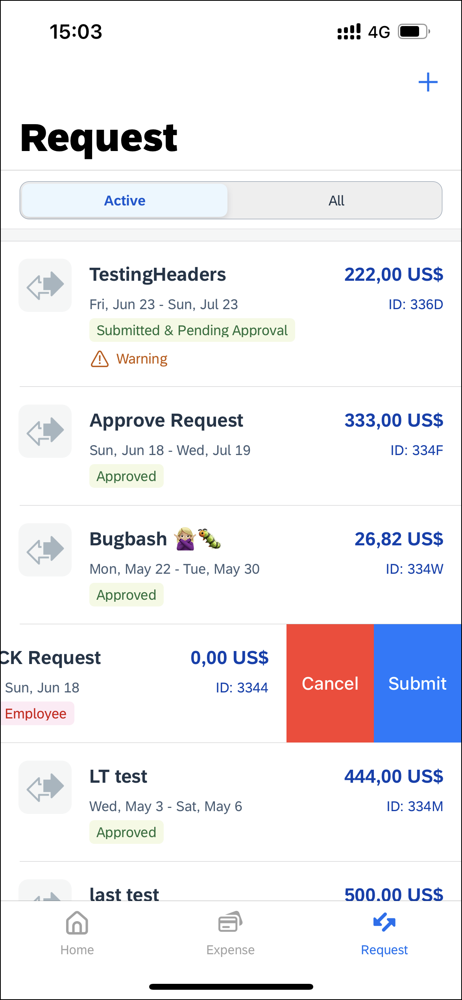 15:03 4G
Request
Active All
TestingHeaders 222,00 US$
Fri, Jun 23 - Sun, Jul 23 ID: 336D
Submitted & Pending Approval
Warning
Approve Request 333,00 US$
Sun, Jun 18 - Wed, Jul 19 ID: 334F
Approved
Bugbash 🙅🏼‍♀️🐛 26,82 US$
Mon, May 22 - Tue, May 30 ID: 334W
Approved
CK Request 0,00 US$ Cancel Submit
Sun, Jun 18 ID: 3344
Employee
LT test 444,00 US$
Wed, May 3 - Sat, May 6 ID: 334M
Approved
last test 500,00 US$
Home Expense Request